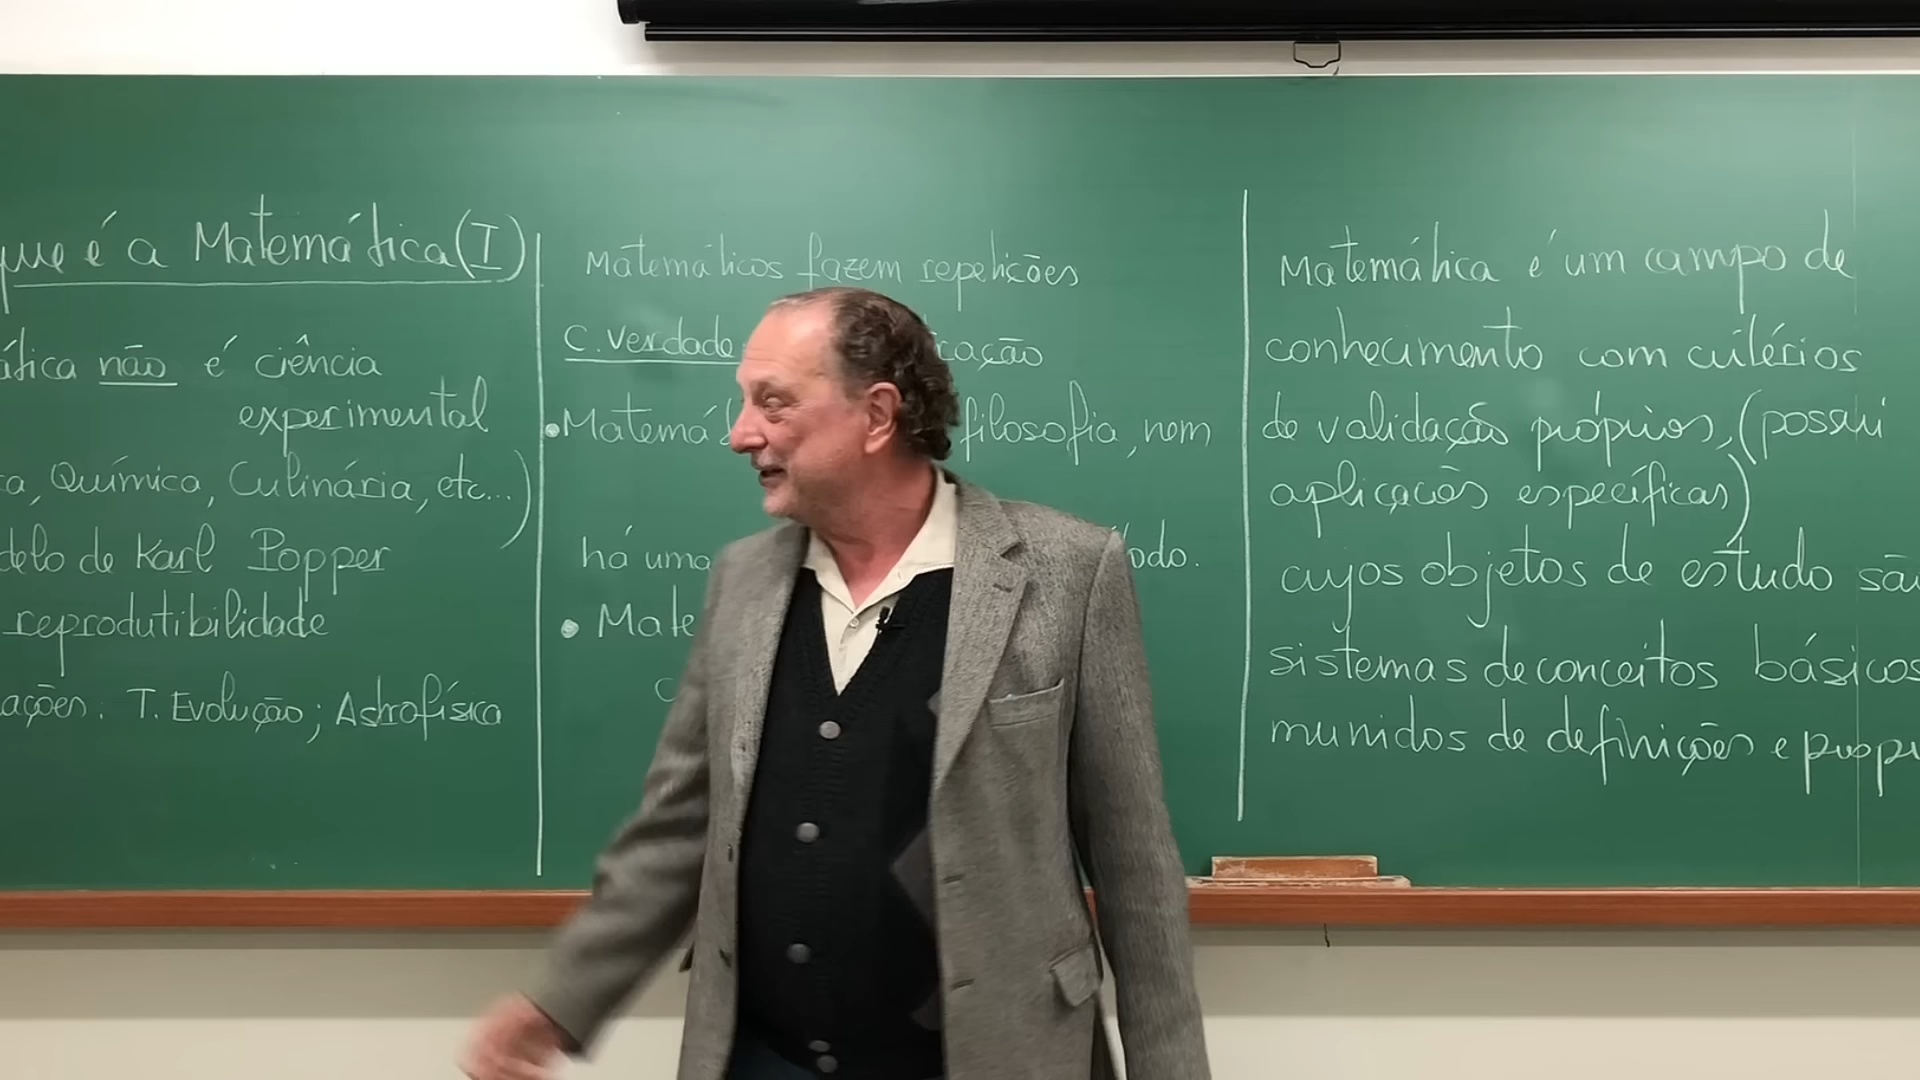 que é a Matemática (I)
ática não é ciência
experimental
ca, Química, Culinária, etc...)
delo de Karl Popper
reprodutibilidade
ações: T. Evolução; Astrofísica
Matemáticos fazem repetições
C. verdade cação
• Matemá filosofia, nem
há uma todo.
• Mate
c
Matemática é um campo de
conhecimento com critérios
de validação próprios, (possui
aplicações específicas)
cujos objetos de estudo são
sistemas de conceitos básicos
munidos de definições e propri